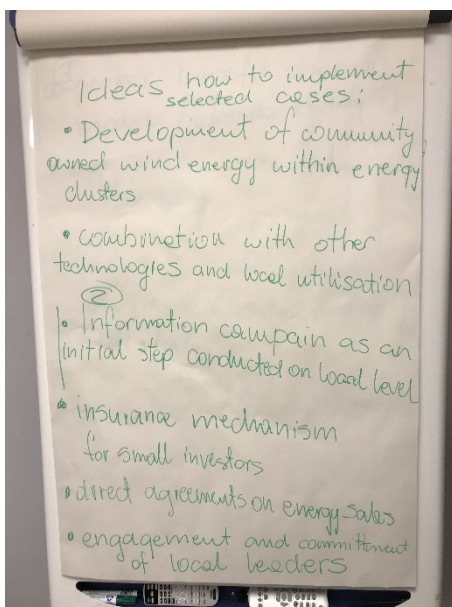 Ideas how to implement
selected cases:
• Development of community
owned wind energy within energy
clusters
• combination with other
technologies and local utilisation
2
• Information campain as an
initial step conducted on local level
• insurance mechanism
for small investors
• direct agreements on energy sales
• engagement and committment
of local leaders